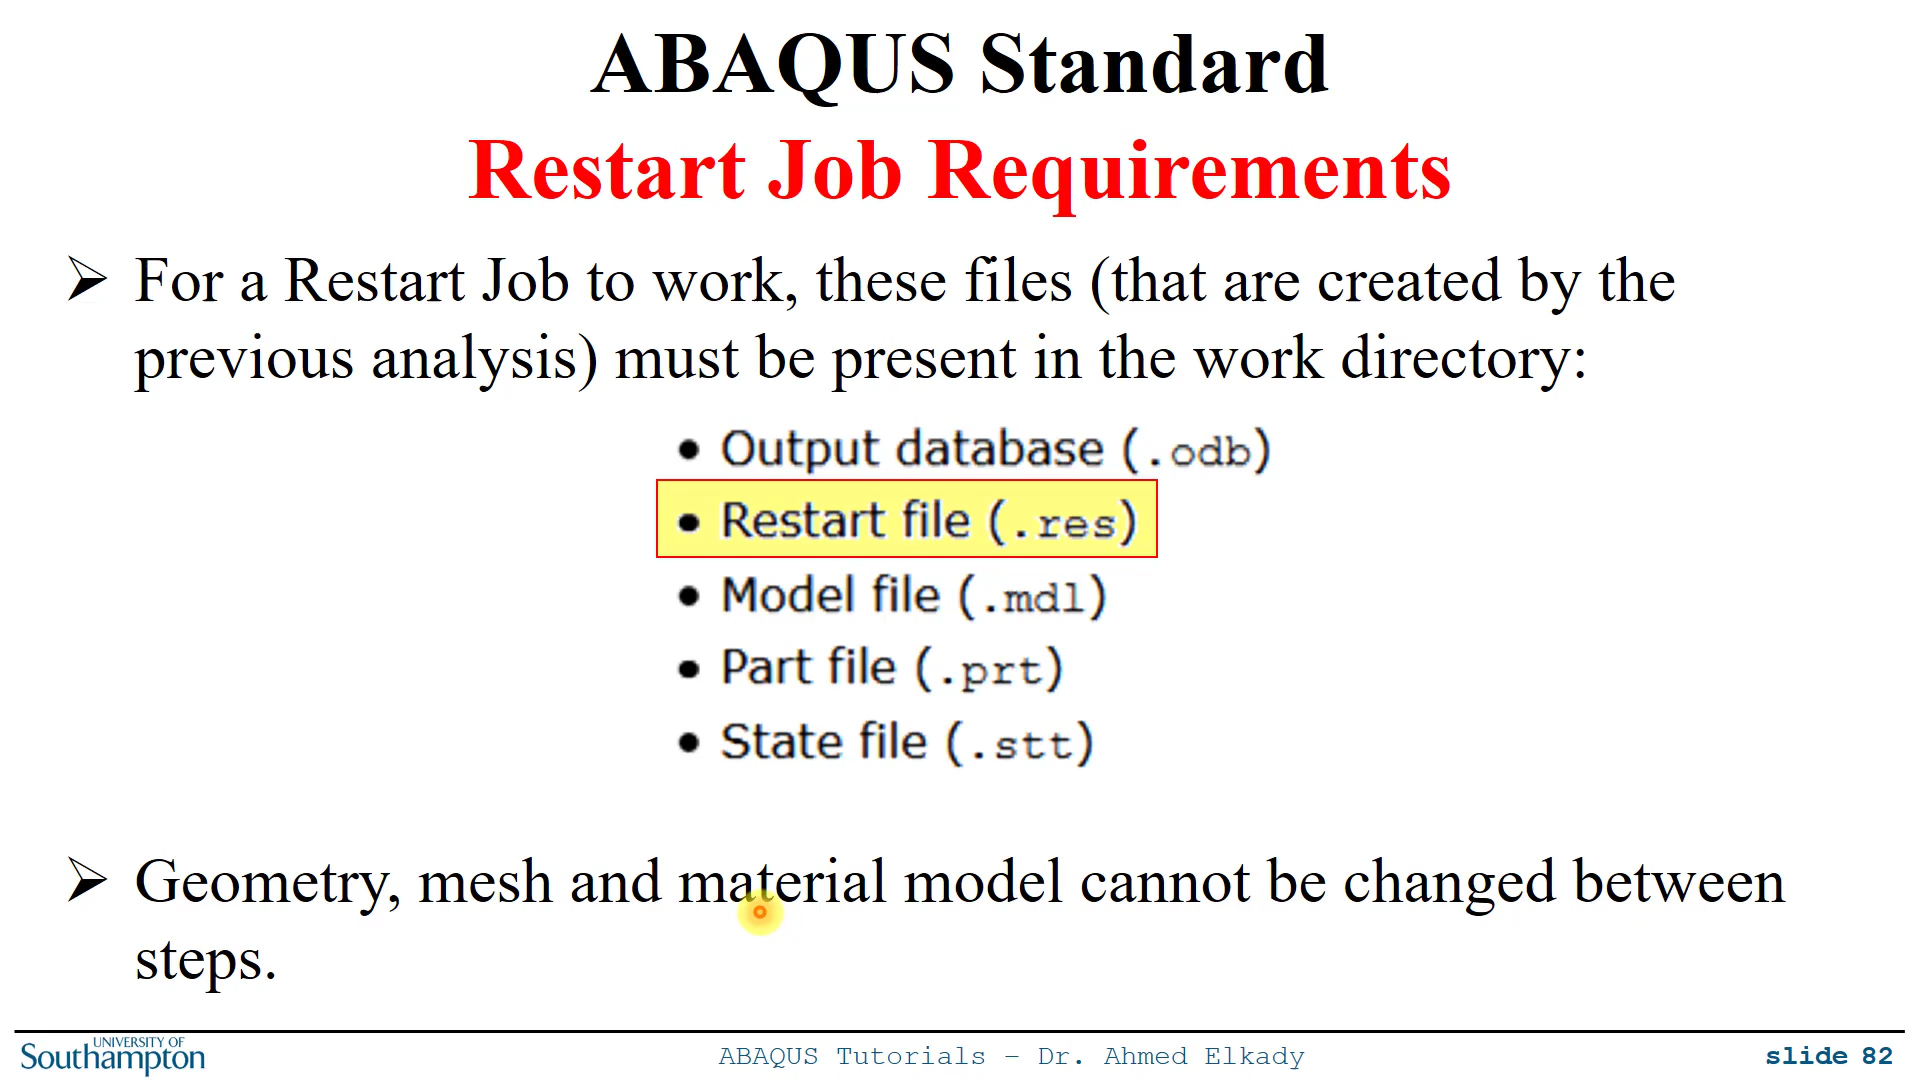 ABAQUS Standard
Restart Job Requirements
➢ For a Restart Job to work, these files (that are created by the
previous analysis) must be present in the work directory:
• Output database (.odb)
• Restart file (.res)
• Model file (.mdl)
• Part file (.prt)
• State file (.stt)
➢ Geometry, mesh and material model cannot be changed between
steps.
UNIVERSITY OF
Southampton
ABAQUS Tutorials – Dr. Ahmed Elkady
slide 82